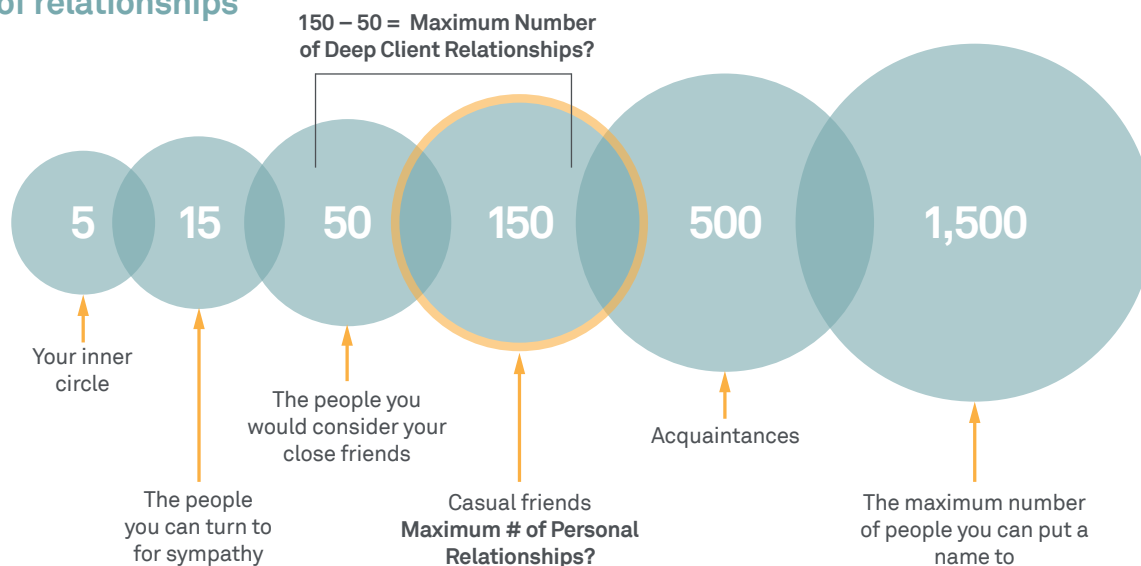 of relationships
150 – 50 = Maximum Number
of Deep Client Relationships?
5
15
50
150
500
1,500
Your inner
circle
The people
you can turn to
for sympathy
The people you
would consider your
close friends
Casual friends
Maximum # of Personal
Relationships?
Acquaintances
The maximum number
of people you can put a
name to